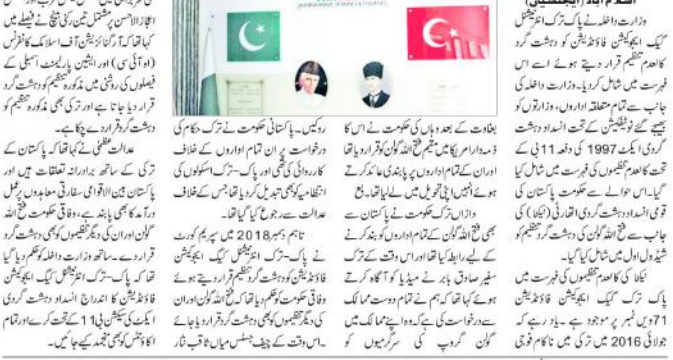 اسلام آباد (ایجنسیاں)
وزارت داخلہ نے پاک ترک انٹرنیشنل
کیگ ایجوکیشن فاؤنڈیشن کو دہشت گرد
کالعدم تنظیم قرار دیتے ہوئے اسے اس
فہرست میں شامل کردیا۔ وزارت داخلہ کی
جانب سے تمام متعلقہ اداروں، وزارتوں کو
بھیجے گئے نوٹیفکیشن کے تحت انسداد دہشت
گردی ایکٹ 1997 کی دفعہ 11 بی کے
تحت کالعدم تنظیموں کی فہرست میں شامل کیا
گیا۔ اس حوالے سے حکومت پاکستان کی
قومی انسداد دہشت گردی اتھارٹی (نیکٹا) کی
جانب سے فتح اللہ گولن کی دہشت گرد تنظیم کو
شیڈول اول میں شامل کیا گیا۔
نیکٹا کی کالعدم تنظیموں کی فہرست میں
پاک ترک کیگ ایجوکیشن فاؤنڈیشن
71 ویں نمبر پر موجود ہے۔ یاد رہے کہ
جولائی 2016 میں ترکی میں ناکام فوجی
بغاوت کے بعد وہاں کی حکومت نے اس کا
ذمہ دار امریکا میں مقیم فتح اللہ گولن کو قرار دیا تھا
اور ان کے تمام اداروں پر پابندی عائد کرتے
ہوئے انہیں اپنی تحویل میں لے لیا تھا۔ بع
دازاں ترک حکومت نے پاکستان سے
بھی فتح اللہ گولن کے تمام اداروں کو بند کرنے
کے لیے رابطہ کیا تھا اور اس وقت کے ترک
سفیر صادق بابر نے میڈیا کو آگاہ کرتے
ہوئے کہا تھا کہ ہم نے تمام دوست ممالک
سے درخواست کی ہے کہ وہ اپنے ممالک میں
گولن گروپ کی سرگرمیوں کو
روکیں۔ پاکستانی حکومت نے ترک حکام کی
درخواست پر ان تمام اداروں کے خلاف
کارروائی کی تھی اور پاک-ترک اسکولوں کی
انتظامیہ کو بھی تبدیل کردیا تھا جس کے خلاف
عدالت سے رجوع کیا گیا تھا۔
تاہم دسمبر 2018 میں سپریم کورٹ
نے پاک-ترک انٹرنیشنل کیگ ایجوکیشن
فاؤنڈیشن کو دہشت گرد تنظیم قرار دیتے ہوئے
وفاقی حکومت کو حکم دیا تھا کہ فتح اللہ گولن اور ان
کی دیگر تنظیموں کو بھی دہشت گرد قرار دیا جائے
۔اس وقت کے چیف جسٹس میاں ثاقب نثار
اعجازالاحسن پر مشتمل تین رکنی بینچ نے فیصلے میں
کہا تھا کہ آرگنائزیشن آف اسلامک کانفرنس
(او آئی سی) اور ایشین پارلیمنٹ اسمبلی کے
فیصلوں کی روشنی میں مذکورہ تنظیم کو دہشت گرد
قرار دیا جاتا ہے اور ترکی بھی مذکورہ تنظیم کو
دہشت گرد قرار دے چکا ہے۔
عدالت عظمیٰ نے کہا تھا کہ پاکستان کے
ترکی کے ساتھ برادرانہ تعلقات ہیں اور
پاکستان بین الاقوامی سفارتی معاہدوں پر عمل
درآمد کا بھی پابند ہے، وفاقی حکومت فتح اللہ
گولن اور ان کی دیگر تنظیموں کو بھی دہشت گرد
قرار دے۔ ساتھ وزارت داخلہ کو حکم دیا گیا
تھا کہ پاک-ترک انٹرنیشنل کیگ ایجوکیشن
فاؤنڈیشن کا اندراج انسداد دہشت گردی
ایکٹ کی سیکشن بی 11 کے تحت کرے اور تمام
اکاؤنٹس کو بھی منجمد کیے جائیں۔